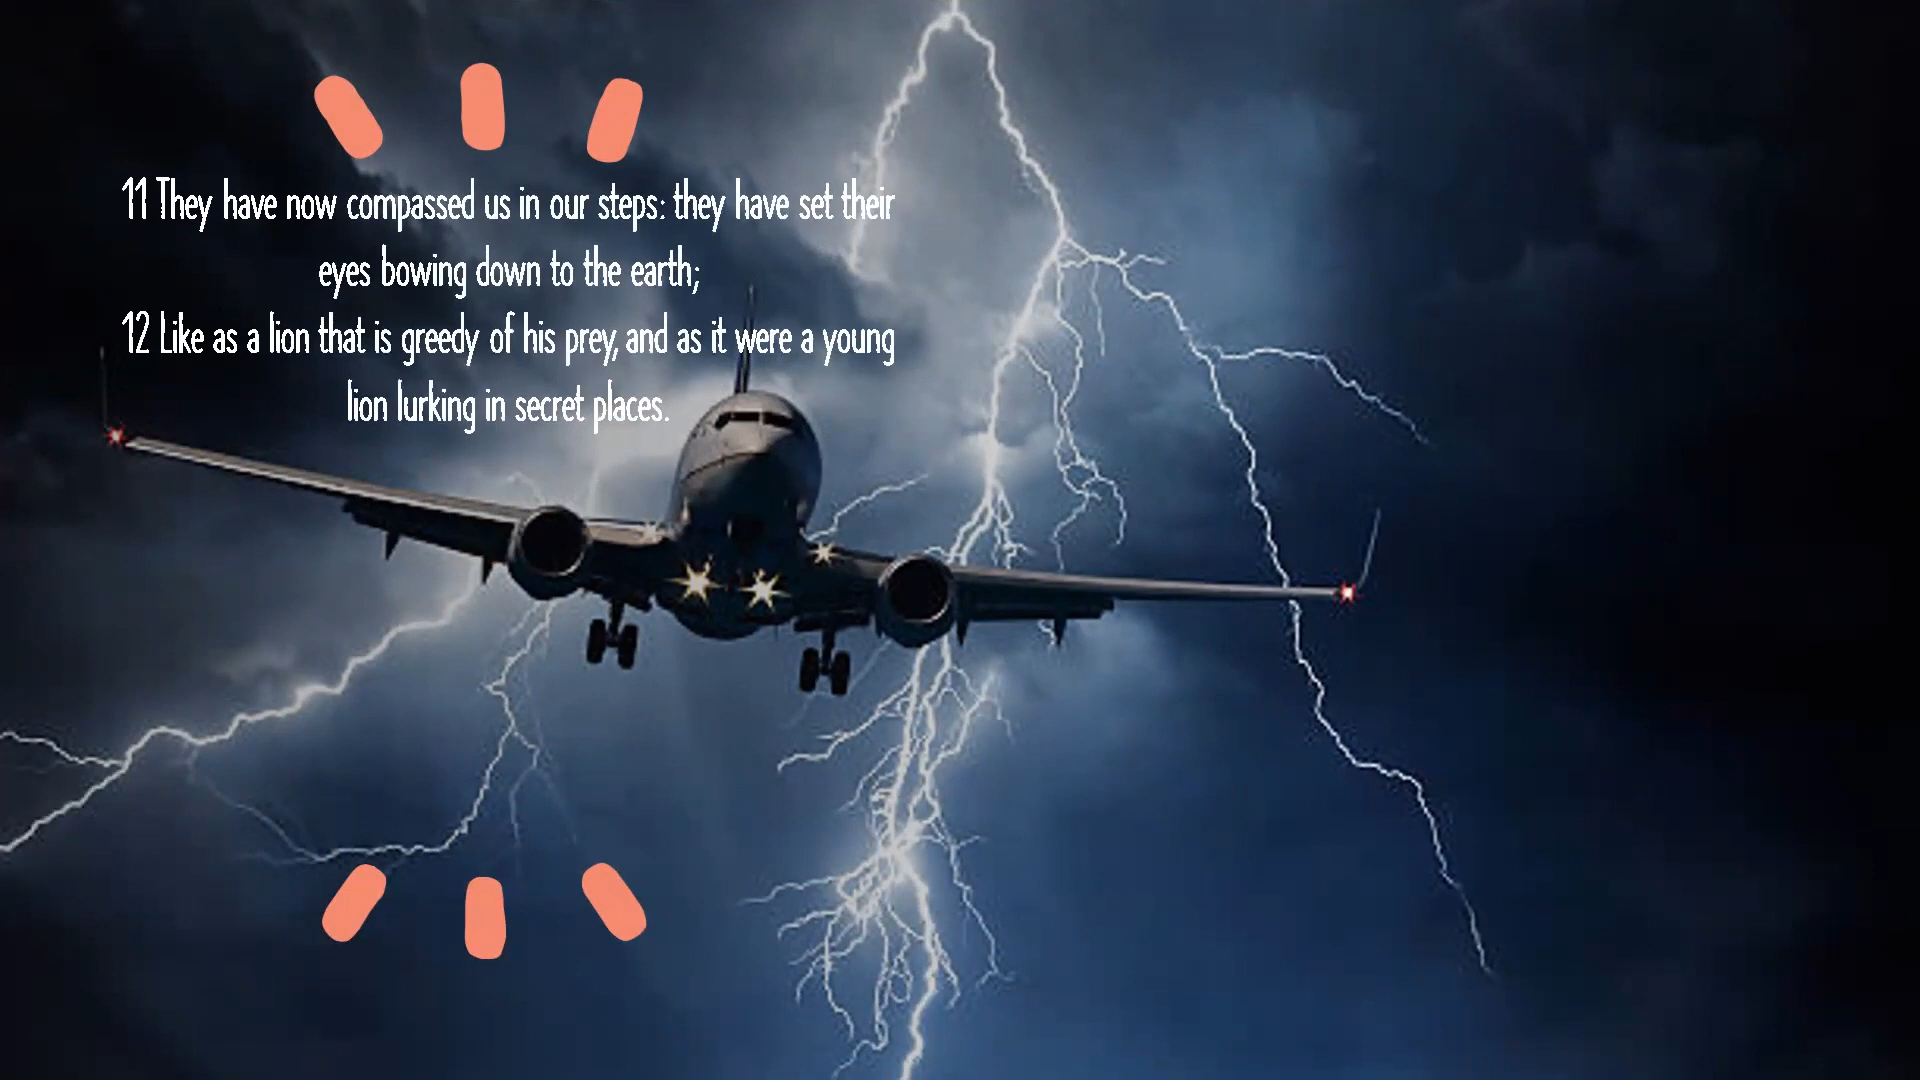 11 They have now compassed us in our steps: they have set their
eyes bowing down to the earth;
12 Like as a lion that is greedy of his prey, and as it were a young
lion lurking in secret places.